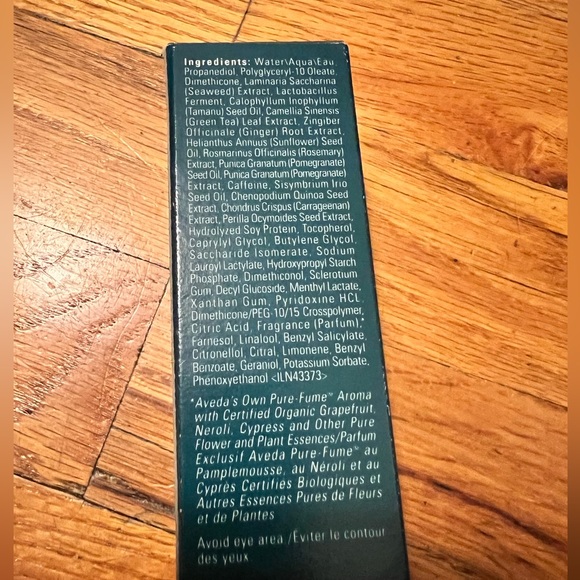 Ingredients: Water\Aqua\Eau,
Propanediol, Polyglyceryl-10 Oleate,
Dimethicone, Laminaria Saccharina
(Seaweed) Extract, Lactobacillus
Ferment, Calophyllum Inophyllum
(Tamanu) Seed Oil, Camellia Sinensis
(Green Tea) Leaf Extract, Zingiber
Officinale (Ginger) Root Extract,
Helianthus Annuus (Sunflower) Seed
Oil, Rosmarinus Officinalis (Rosemary)
Extract, Punica Granatum (Pomegranate)
Seed Oil, Punica Granatum (Pomegranate)
Extract, Caffeine, Sisymbrium Irio
Seed Oil, Chenopodium Quinoa Seed
Extract, Chondrus Crispus (Carrageenan)
Extract, Perilla Ocymoides Seed Extract,
Hydrolyzed Soy Protein, Tocopherol,
Caprylyl Glycol, Butylene Glycol,
Saccharide Isomerate, Sodium
Lauroyl Lactylate, Hydroxypropyl Starch
Phosphate, Dimethiconol, Sclerotium
Gum, Decyl Glucoside, Menthyl Lactate,
Xanthan Gum, Pyridoxine HCL,
Dimethicone/PEG 10/15 Crosspolymer,
Citric Acid, Fragrance (Parfum),*
Farnesol, Linalool, Benzyl Salicylate,
Citronellol, Citral, Limonene, Benzyl
Benzoate, Geraniol, Potassium Sorbate,
Phenoxyethanol <ILN43373>
*Aveda's Own Pure-Fume™ Aroma
with Certified Organic Grapefruit,
Neroli, Cypress and Other Pure
Flower and Plant Essences/Parfum
Exclusif Aveda Pure-Fume™ au
Pamplemousse, au Néroli et au
Cyprès Certifiés Biologiques et
Autres Essences Pures de Fleurs
et de Plantes
Avoid eye area./Éviter le contour
des yeux.